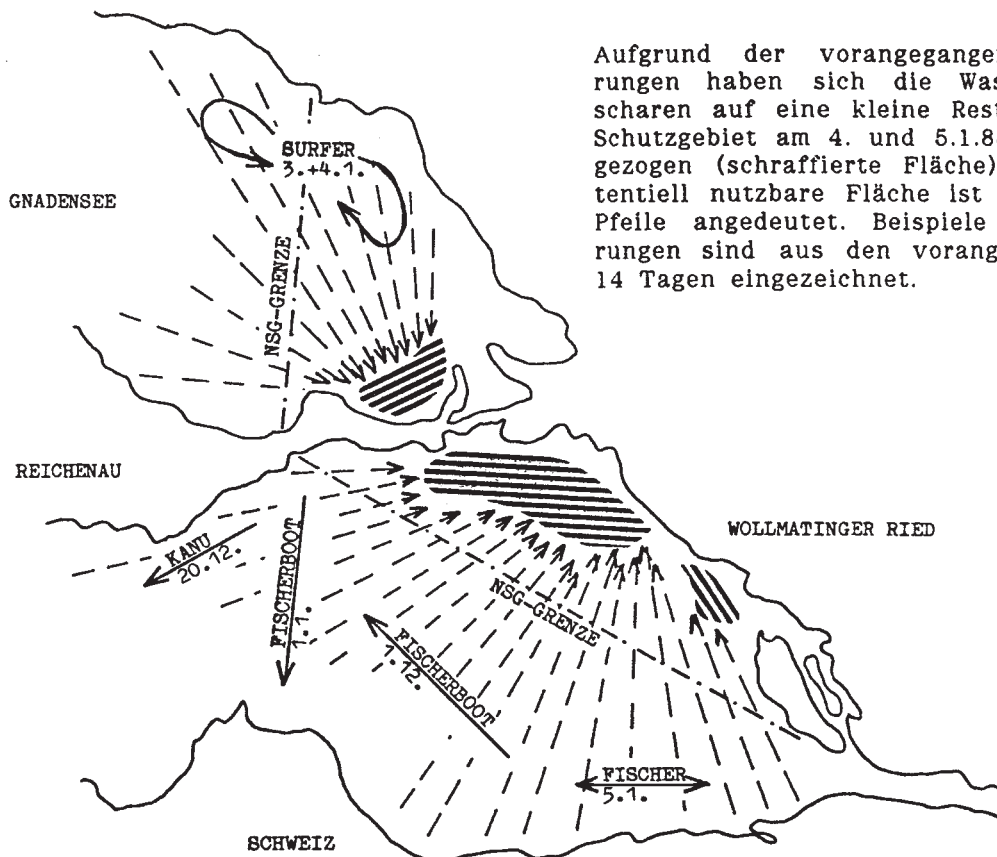 Aufgrund der vorangegange
rungen haben sich die Was
scharen auf eine kleine Rest
Schutzgebiet am 4. und 5.1.8
gezogen (schraffierte Fläche)
tentiell nutzbare Fläche ist
Pfeile angedeutet. Beispiele
rungen sind aus den vorang
14 Tagen eingezeichnet.
SURFER
3.+4.1.
GNADENSEE
NSG-GRENZE
REICHENAU
WOLLMATINGER RIED
KANU
20.12.
FISCHERBOOT
1.1.
FISCHERBOOT
1.12.
NSG-GRENZE
FISCHER
5.1.
SCHWEIZ